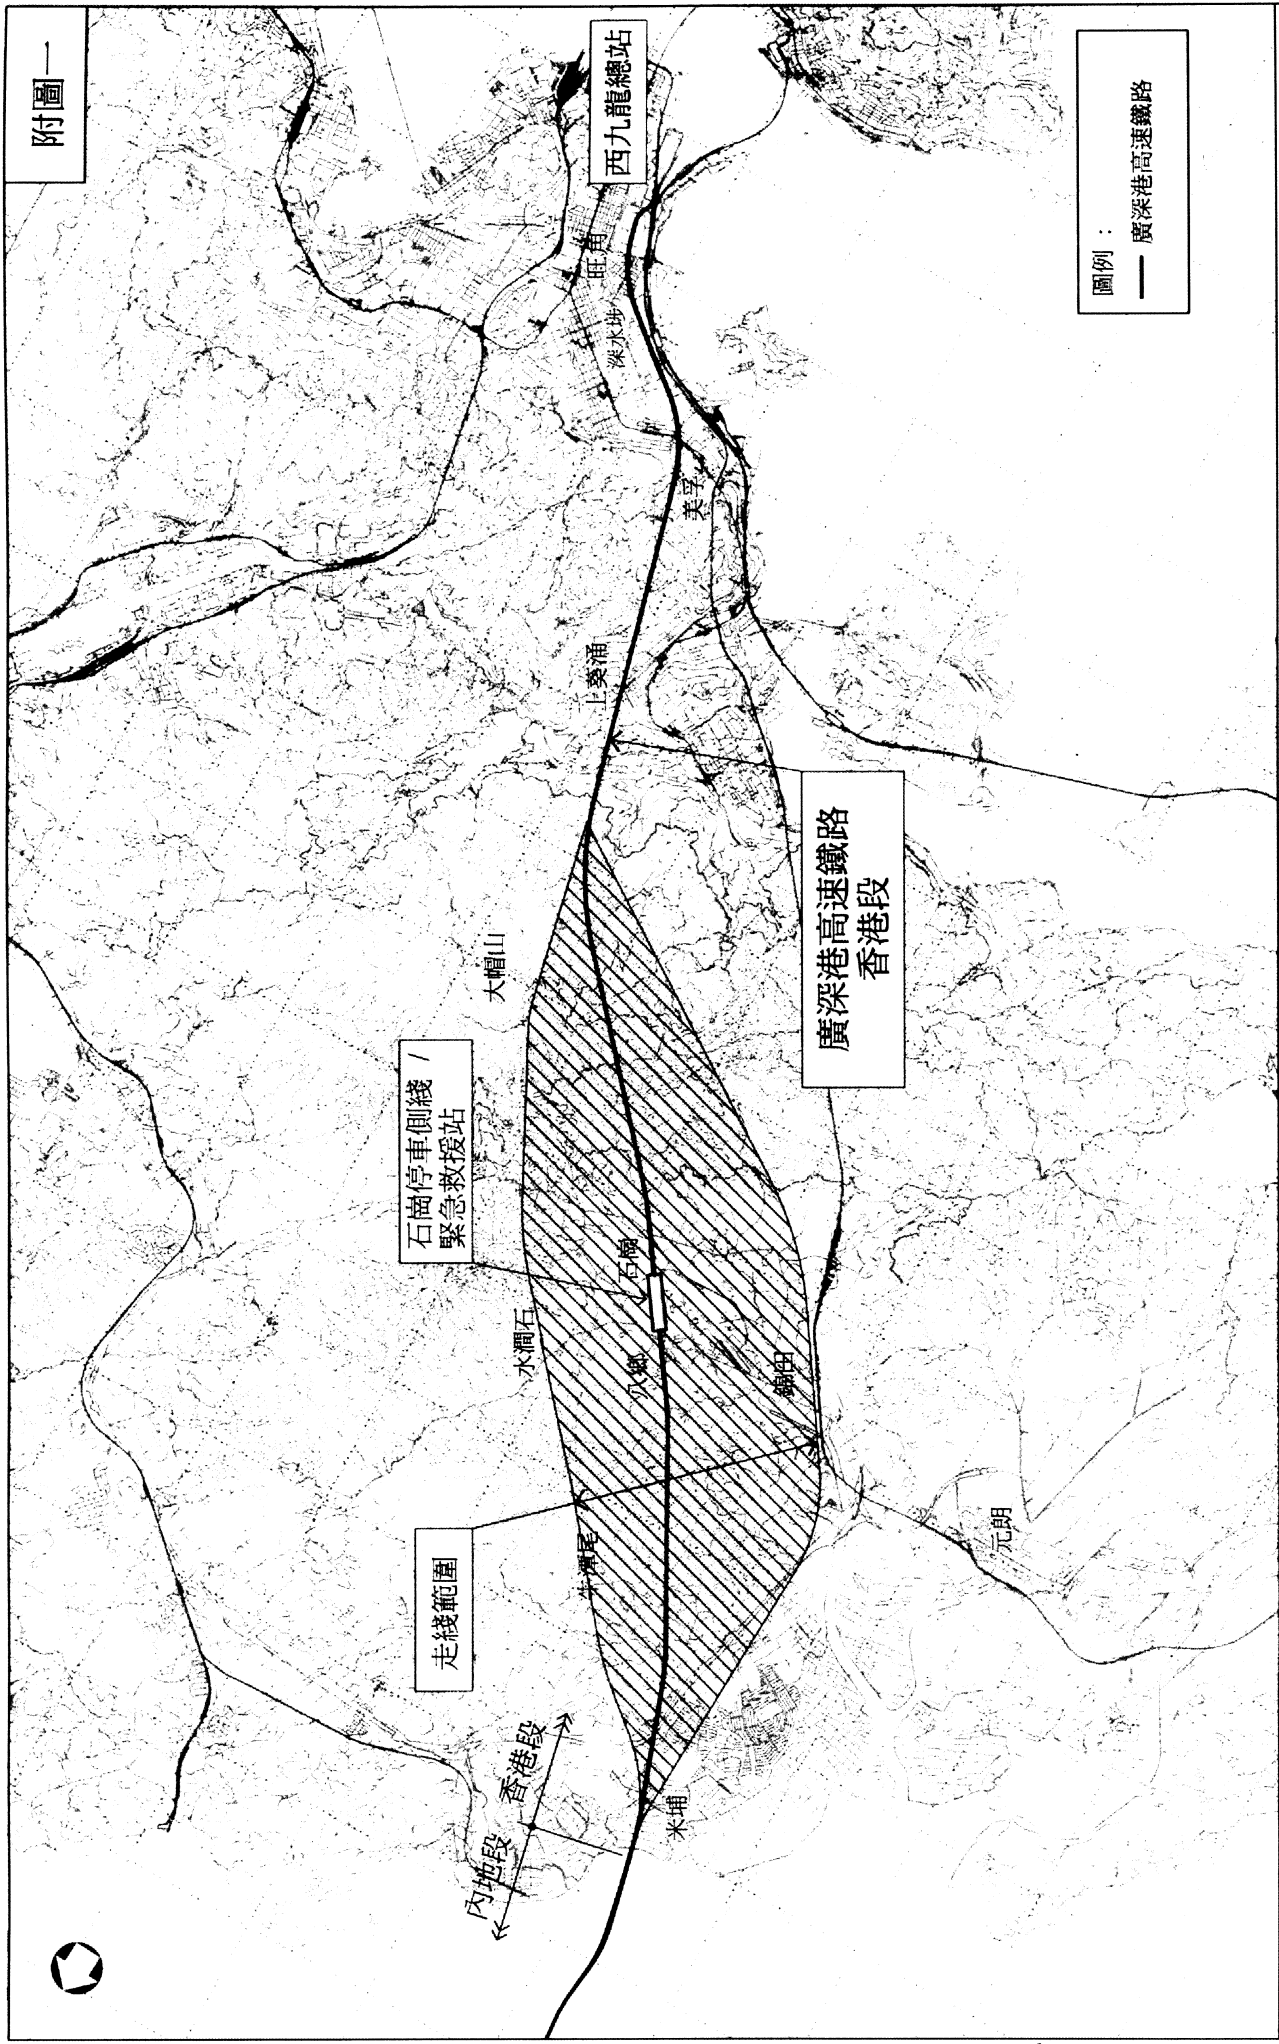 附圖一
西九龍總站
旺角
深水埗
美孚
上葵涌
大帽山
石崗停車側綫 /
緊急救援站
廣深港高速鐵路
香港段
石崗
水澗石
八鄉
錦田
走綫範圍
牛潭尾
元朗
香港段
內地段
米埔
圖例：
廣深港高速鐵路